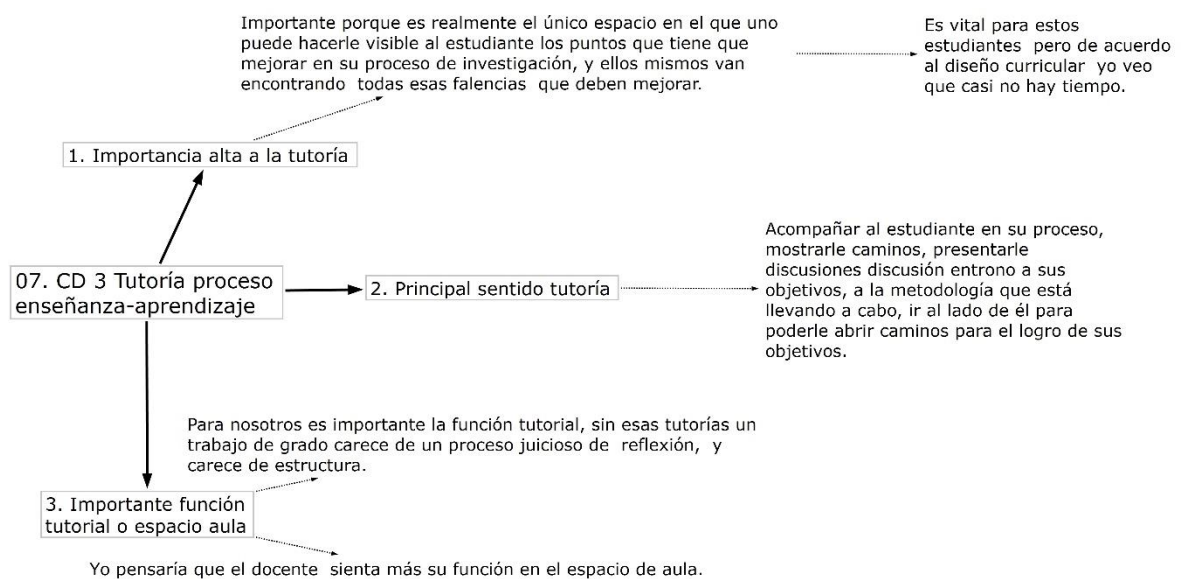 Importante porque es realmente el único espacio en el que uno
puede hacerle visible al estudiante los puntos que tiene que
mejorar en su proceso de investigación, y ellos mismos van
encontrando todas esas falencias que deben mejorar.
Es vital para estos
estudiantes pero de acuerdo
al diseño curricular yo veo
que casi no hay tiempo.
1. Importancia alta a la tutoría
07. CD 3 Tutoría proceso
enseñanza-aprendizaje
2. Principal sentido tutoría
Acompañar al estudiante en su proceso,
mostrarle caminos, presentarle
discusiones discusión entrono a sus
objetivos, a la metodología que está
llevando a cabo, ir al lado de él para
poderle abrir caminos para el logro de sus
objetivos.
Para nosotros es importante la función tutorial, sin esas tutorías un
trabajo de grado carece de un proceso juicioso de reflexión, y
carece de estructura.
3. Importante función
tutorial o espacio aula
Yo pensaría que el docente sienta más su función en el espacio de aula.